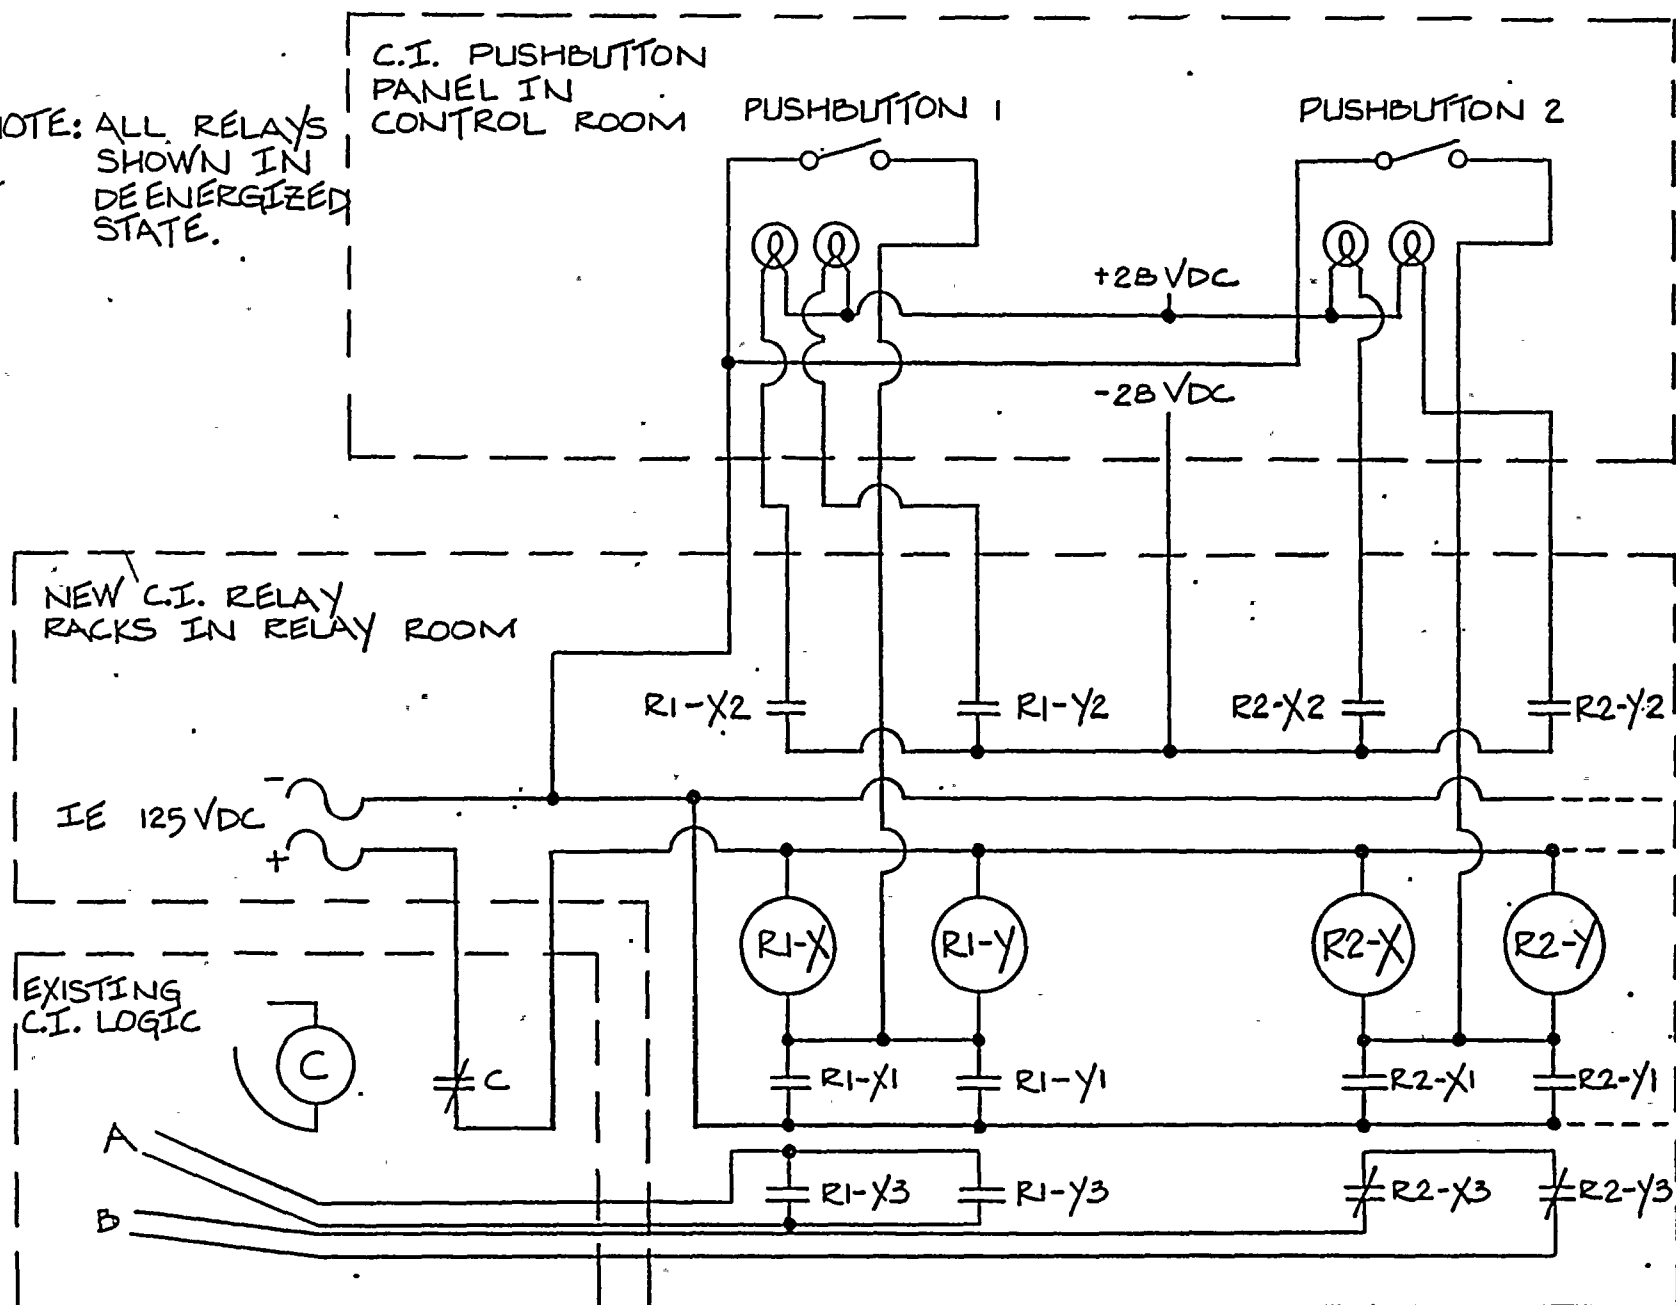 C.I. PUSHBUTTON
PANEL IN
CONTROL ROOM
PUSHBUTTON 1
PUSHBUTTON 2
NOTE: ALL RELAYS
SHOWN IN
DEENERGIZED
STATE.
+28 VDC
-28 VDC
NEW C.I. RELAY
RACKS IN RELAY ROOM
R1-X2
R1-Y2
R2-X2
R2-Y2
-
IE 125 VDC
+
R1-X
R1-Y
R2-X
R2-Y
EXISTING
C.I. LOGIC
C
C
R1-X1
R1-Y1
R2-X1
R2-Y1
A
R1-X3
R1-Y3
R2-X3
R2-Y3
B